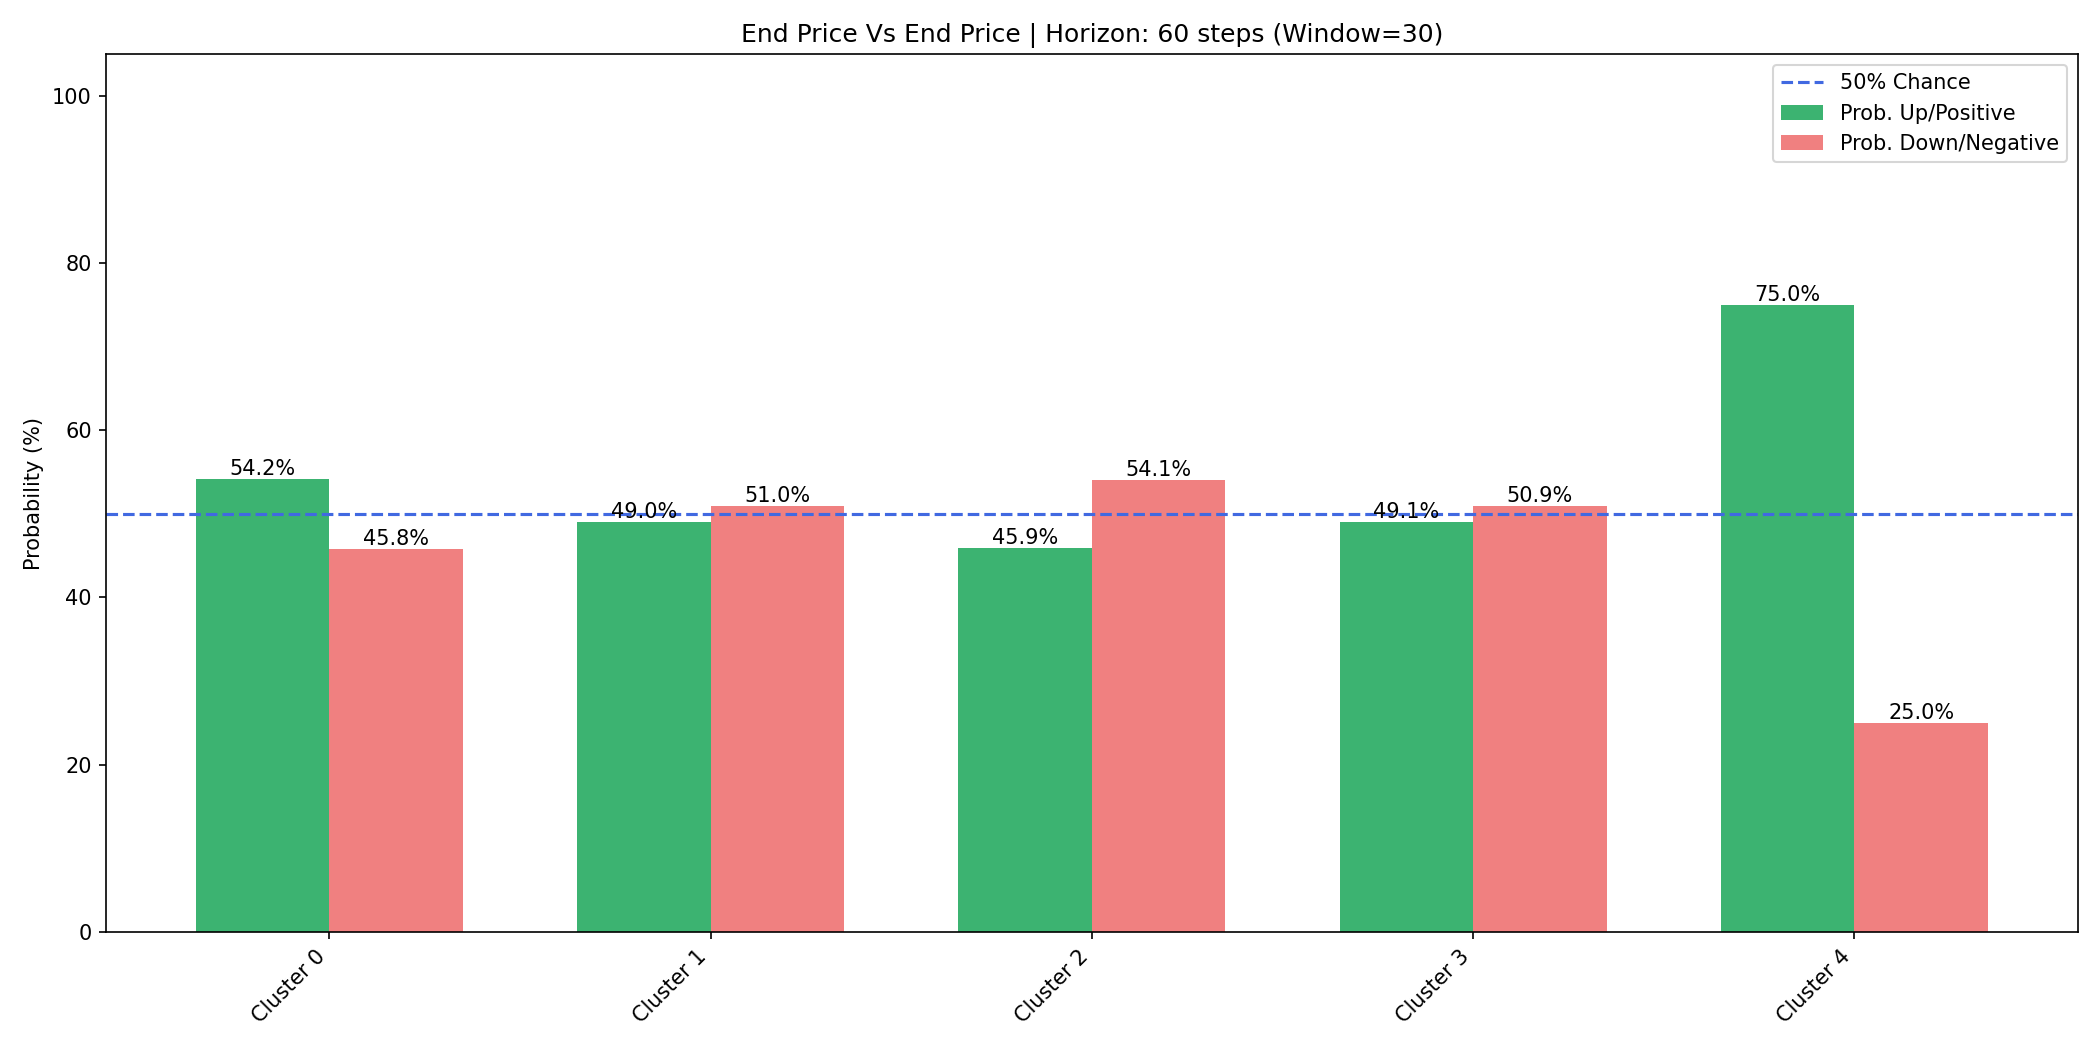 End Price Vs End Price | Horizon: 60 steps (Window=30)
50% Chance
Prob. Up/Positive
Prob. Down/Negative
Probability (%)
100
80
60
40
20
0
54.2%
45.8%
49.0%
51.0%
45.9%
54.1%
49.1%
50.9%
75.0%
25.0%
Cluster 0
Cluster 1
Cluster 2
Cluster 3
Cluster 4